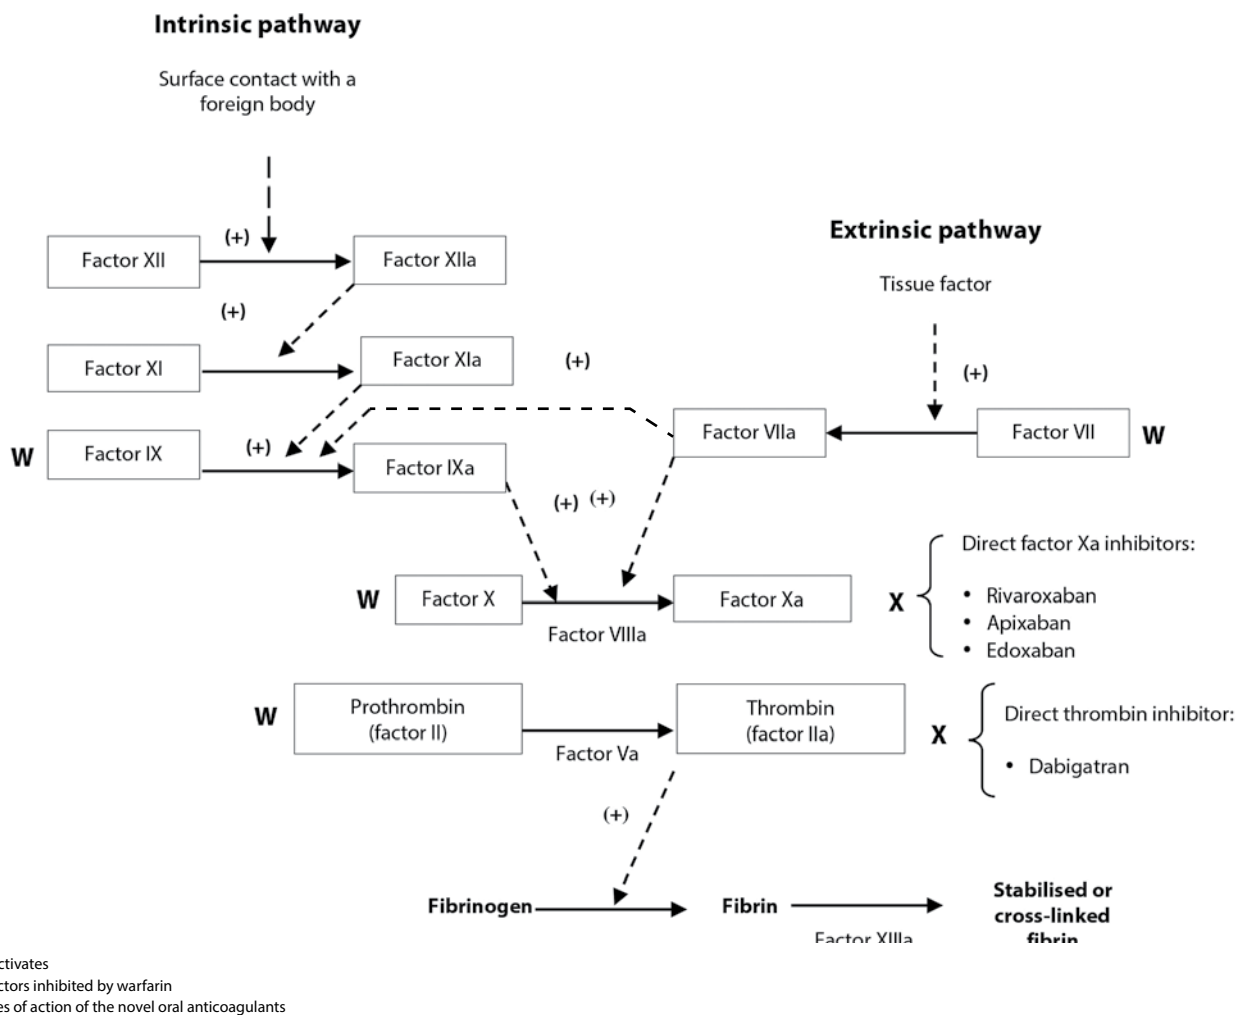 Intrinsic pathway
Surface contact with a
foreign body
(+)
Factor XII
Factor XIIa
(+)
Factor XI
Factor XIa
(+)
W
Factor IX
(+)
Factor IXa
Extrinsic pathway
Tissue factor
(+)
Factor VIIa
Factor VII
W
(+)
(+)
W
Factor X
Factor VIIIa
Factor Xa
X
Direct factor Xa inhibitors:
• Rivaroxaban
• Apixaban
• Edoxaban
W
Prothrombin
(factor II)
Factor Va
Thrombin
(factor IIa)
X
Direct thrombin inhibitor:
• Dabigatran
(+)
Fibrinogen
Fibrin
Factor XIIIa
Stabilised or
cross-linked
fibrin
ctivates
ctors inhibited by warfarin
es of action of the novel oral anticoagulants